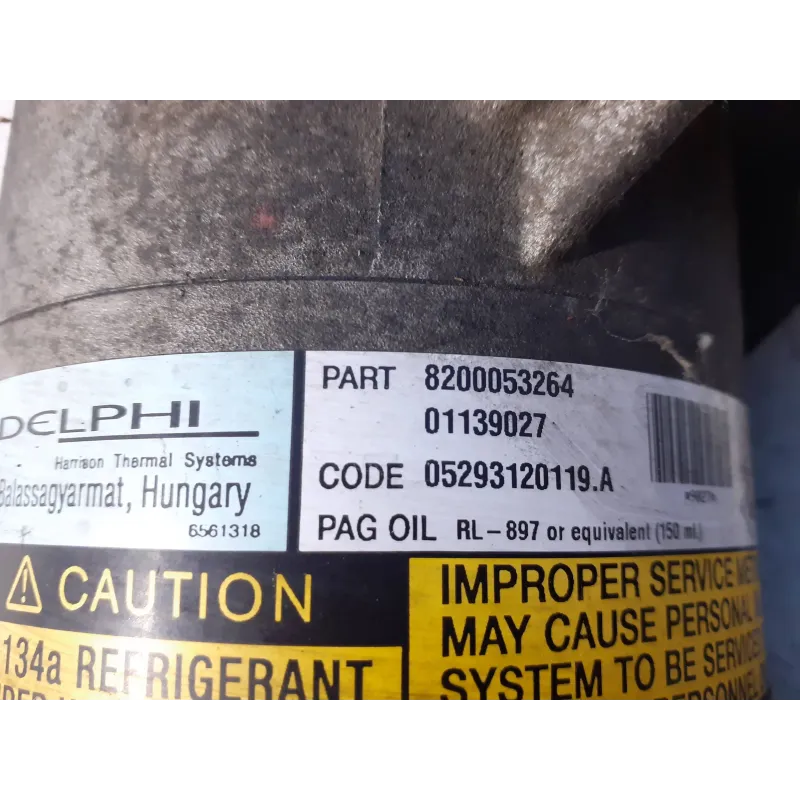 DELPHI
Harrison Thermal Systems
Balassagyarmat, Hungary
6561318
PART 8200053264
01139027
CODE 05293120119.A
PAG OIL RL-897 or equivalent (150 ml.)
CAUTION
134a REFRIGERANT
IMPROPER SERVICE
MAY CAUSE PERSONAL
SYSTEM TO BE